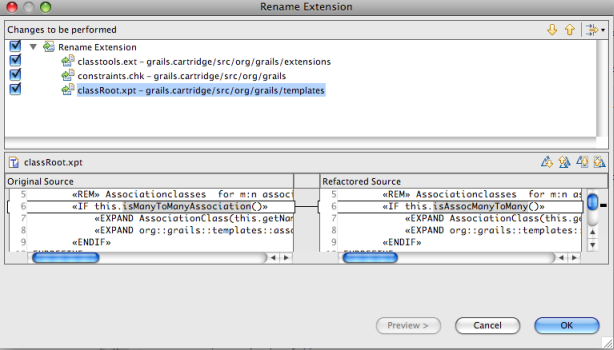 Rename Extension
Changes to be performed
Rename Extension
classtools.ext – grails.cartridge/src/org/grails/extensions
constraints.chk – grails.cartridge/src/org/grails
classRoot.xpt – grails.cartridge/src/org/grails/templates
classRoot.xpt
Original Source
5 «REM» Associationclasses for m:n associ
6 «IF this.isManyToManyAssociation()»
7 «EXPAND AssociationClass(this.getNam
8 «EXPAND org::grails::templates::asso
9 «ENDIF»
Refactored Source
5 «REM» Associationclasses for m:n a
6 «IF this.isAssocManyToMany()»
7 «EXPAND AssociationClass(this.ge
8 «EXPAND org::grails::templates::
9 «ENDIF»
Preview >
Cancel
OK